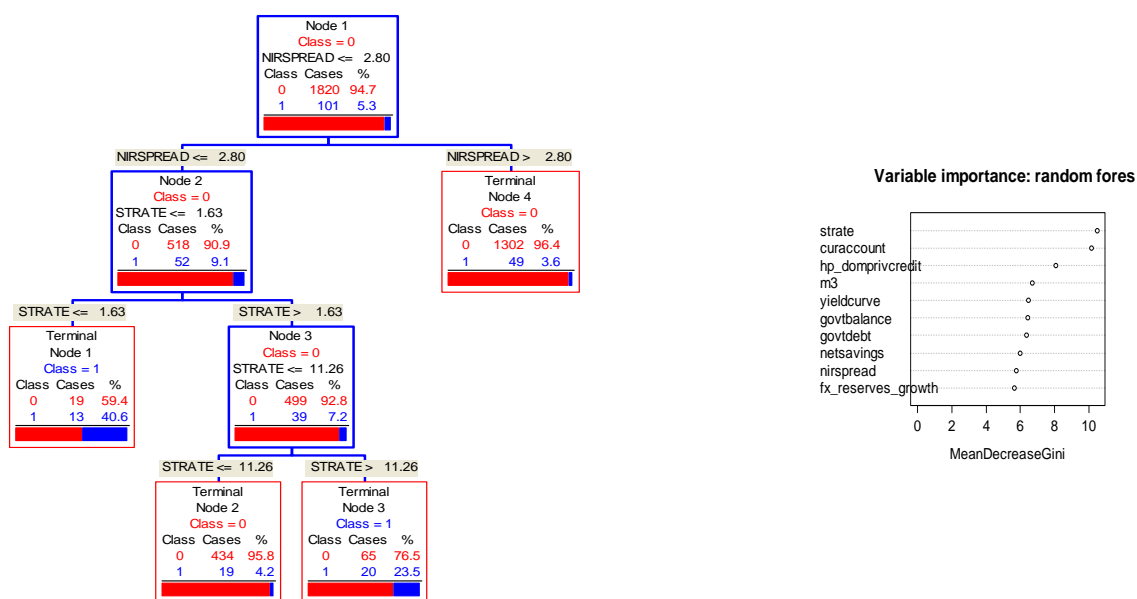 Node 1
Class = 0
NIRSPREAD <= 2.80
Class Cases %
0 1820 94.7
1 101 5.3
NIRSPREAD <= 2.80
NIRSPREAD > 2.80
Node 2
Class = 0
STRATE <= 1.63
Class Cases %
0 518 90.9
1 52 9.1
Terminal
Node 4
Class = 0
Class Cases %
0 1302 96.4
1 49 3.6
STRATE <= 1.63
STRATE > 1.63
Terminal
Node 1
Class = 1
Class Cases %
0 19 59.4
1 13 40.6
Node 3
Class = 0
STRATE <= 11.26
Class Cases %
0 499 92.8
1 39 7.2
STRATE <= 11.26
STRATE > 11.26
Terminal
Node 2
Class = 0
Class Cases %
0 434 95.8
1 19 4.2
Terminal
Node 3
Class = 1
Class Cases %
0 65 76.5
1 20 23.5
Variable importance: random fores
strate
curaccount
hp_domprivcredit
m3
yieldcurve
govtbalance
govtdebt
netsavings
nirspread
fx_reserves_growth
0 2 4 6 8 10
MeanDecreaseGini